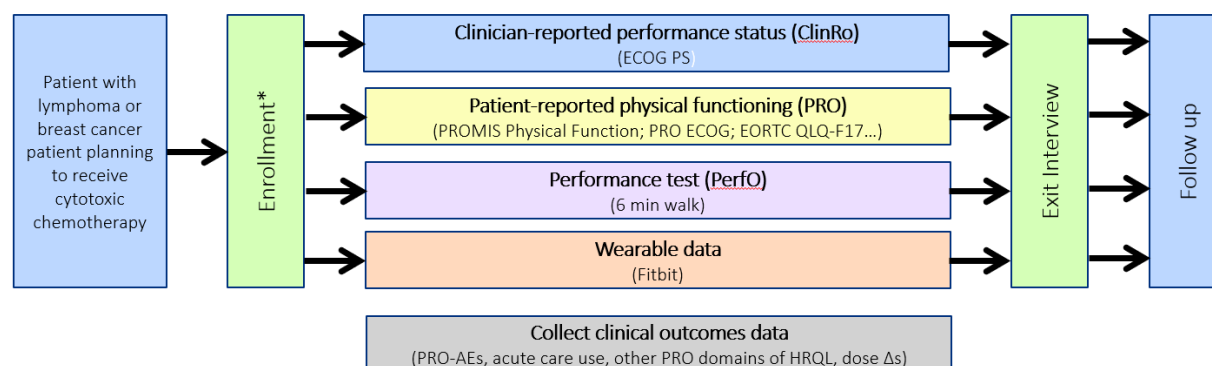 Patient with
lymphoma or
breast cancer
patient planning
to receive
cytotoxic
chemotherapy
Enrollment*
Clinician-reported performance status (ClinRo)
(ECOG PS)
Patient-reported physical functioning (PRO)
(PROMIS Physical Function; PRO ECOG; EORTC QLQ-F17...)
Performance test (PerfO)
(6 min walk)
Wearable data
(Fitbit)
Collect clinical outcomes data
(PRO-AEs, acute care use, other PRO domains of HRQL, dose Δs)
Exit Interview
Follow up